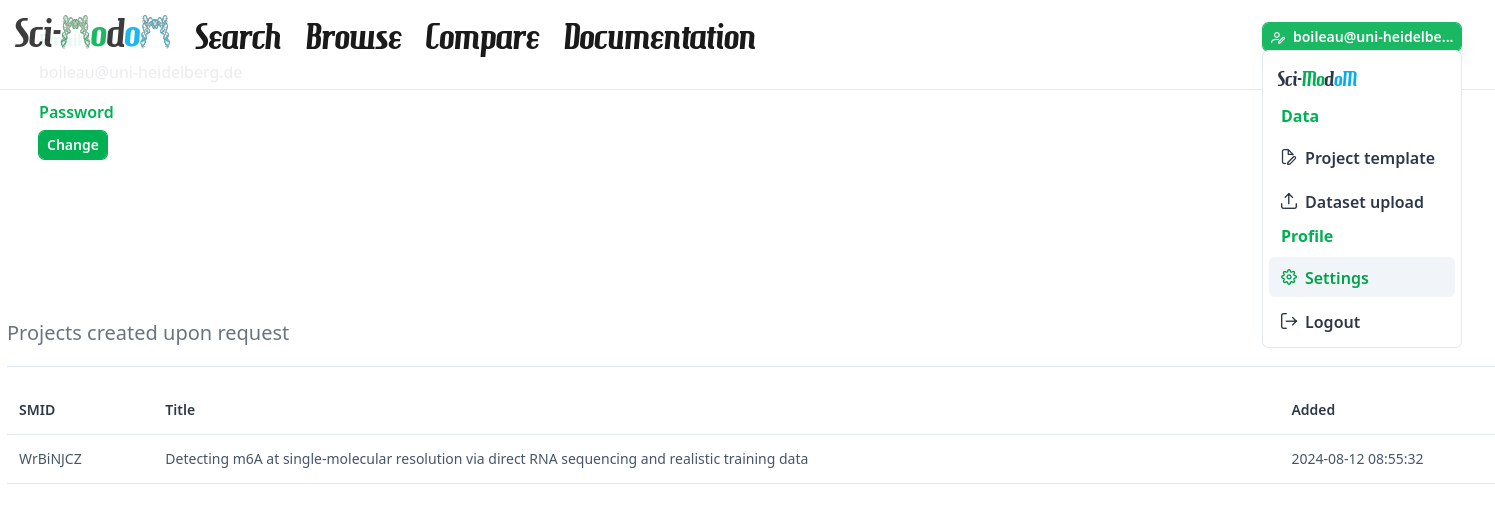 Sci-ModoM Search Browse Compare Documentation
boileau@uni-heidelbe...
boileau@uni-heidelberg.de
Password
Change
Sci-ModoM
Data
Project template
Dataset upload
Profile
Settings
Logout
Projects created upon request
SMID Title Added
WrBiNJCZ Detecting m6A at single-molecular resolution via direct RNA sequencing and realistic training data 2024-08-12 08:55:32